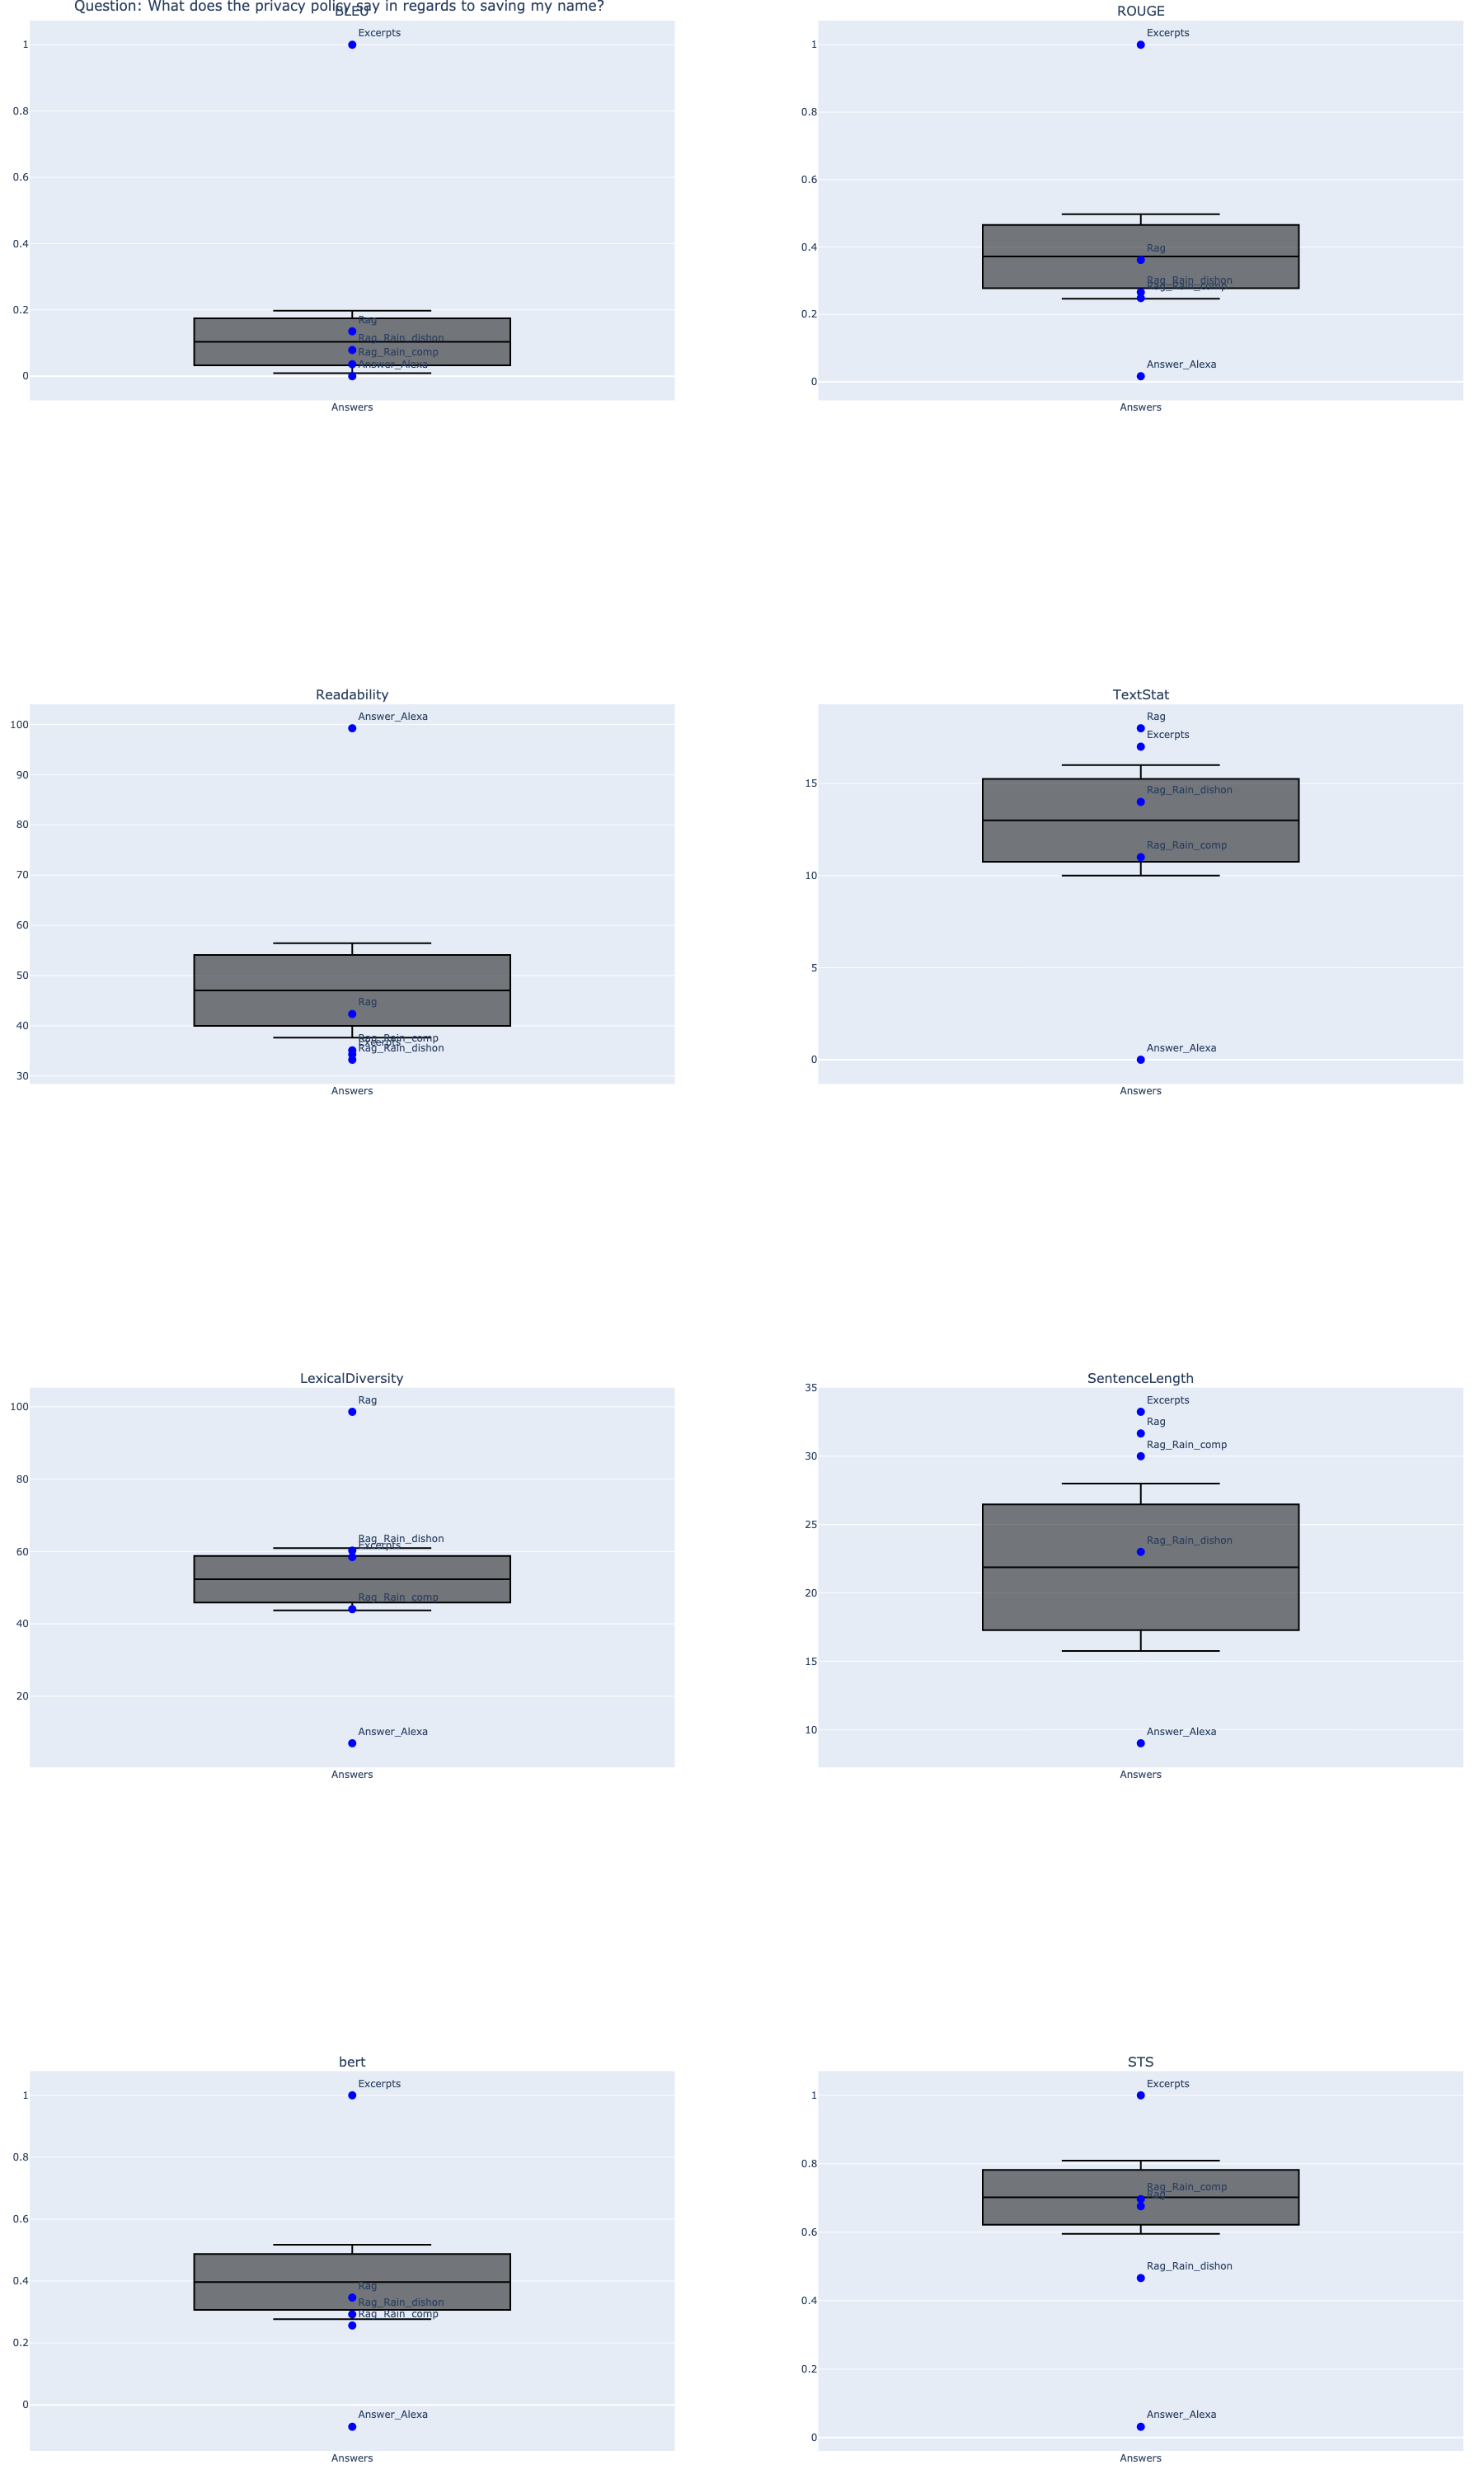 Question: What does the privacy policy say in regards to saving my name?
BLEU
Excerpts
1
0.8
0.6
0.4
0.2
0
Rag
Rag_Rain_dishon
Rag_Rain_comp
Answer_Alexa
Answers
ROUGE
Excerpts
1
0.8
0.6
0.4
0.2
0
Rag
Rag_Rain_dishon
Rag_Rain_comp
Answer_Alexa
Answers
Readability
Answer_Alexa
100
90
80
70
60
50
40
30
Rag
Rag_Rain_comp
Excerpts
Rag_Rain_dishon
Answers
TextStat
Rag
Excerpts
15
10
5
0
Rag_Rain_dishon
Rag_Rain_comp
Answer_Alexa
Answers
LexicalDiversity
Rag
100
80
60
40
20
Rag_Rain_dishon
Excerpts
Rag_Rain_comp
Answer_Alexa
Answers
SentenceLength
35
30
25
20
15
10
Excerpts
Rag
Rag_Rain_comp
Rag_Rain_dishon
Answer_Alexa
Answers
bert
Excerpts
1
0.8
0.6
0.4
0.2
0
Rag
Rag_Rain_dishon
Rag_Rain_comp
Answer_Alexa
Answers
STS
Excerpts
1
0.8
0.6
0.4
0.2
0
Rag_Rain_comp
Rag
Rag_Rain_dishon
Answer_Alexa
Answers